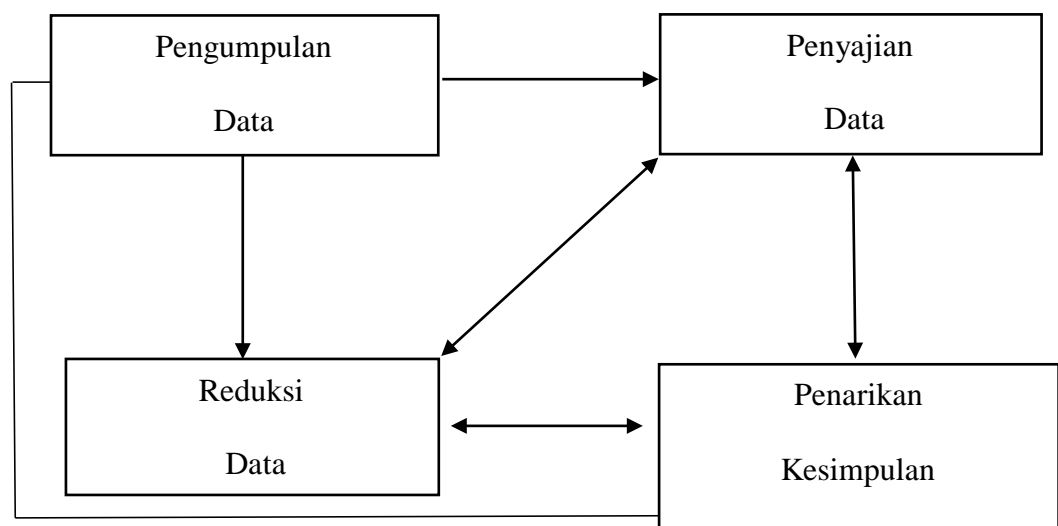 Pengumpulan
Data
Penyajian
Data
Reduksi
Data
Penarikan
Kesimpulan